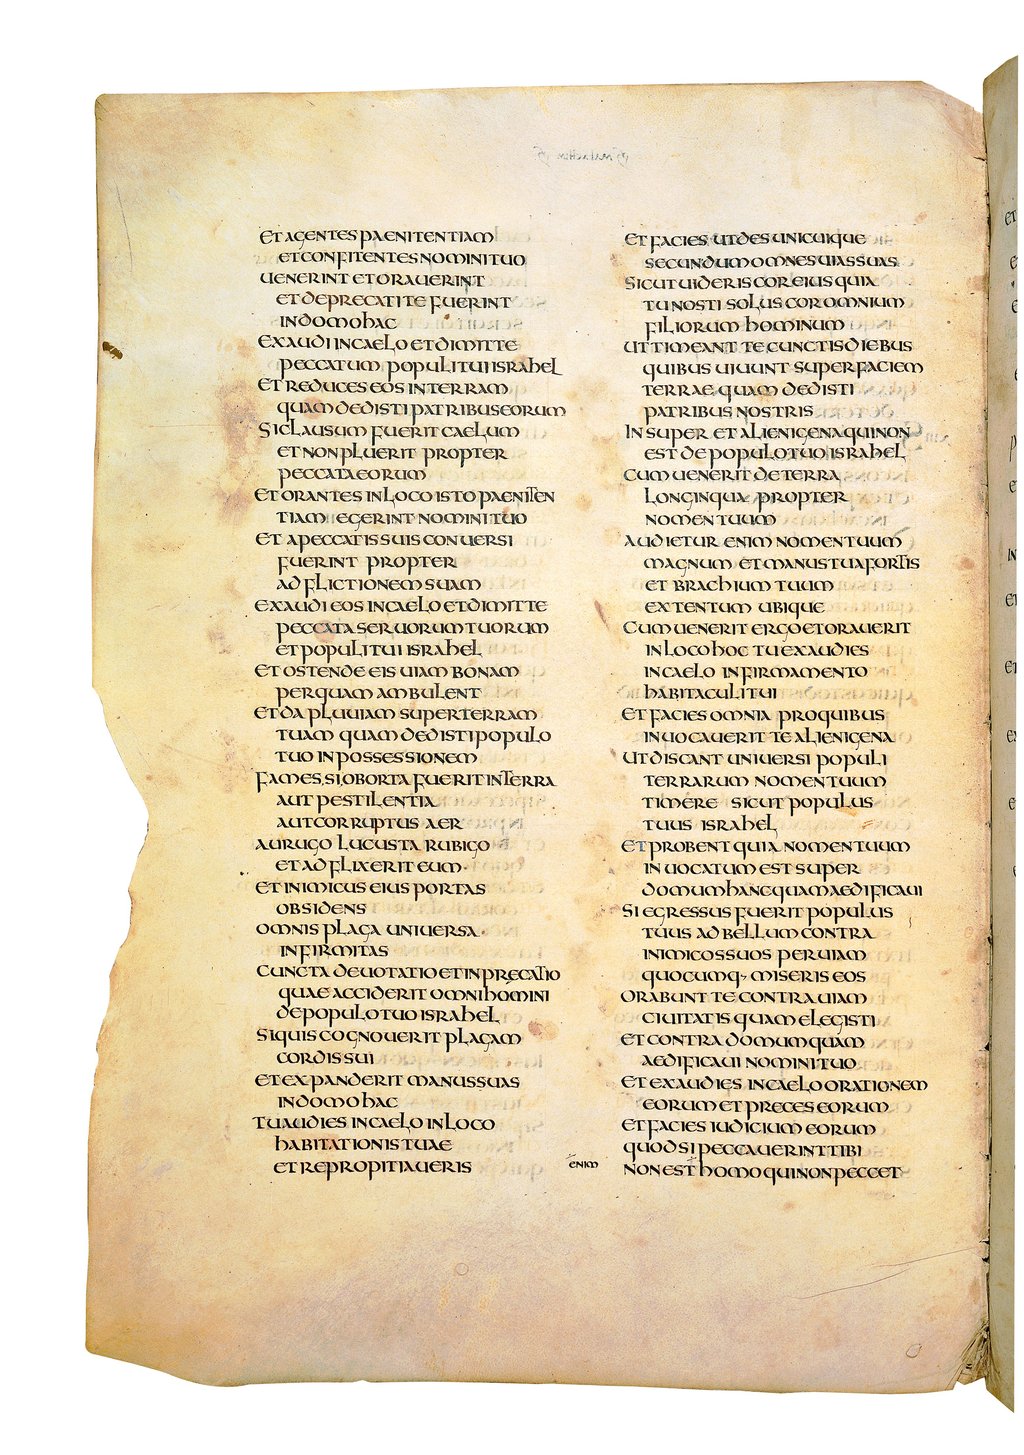 ET AGENTES PAENITENTIAM
ET CONFITENTES NOMINI TUO
UENERINT ET ORAUERINT
ET DEPRECATI TE FUERINT
IN DOMO HAC
EXAUDI IN CAELO ET DIMITTE
PECCATUM POPULI TUI ISRAHEL
ET REDUCES EOS IN TERRAM
QUAM DEDISTI PATRIBUS EORUM
SI CLAUSUM FUERIT CAELUM
ET NON PLUERIT PROPTER
PECCATA EORUM
ET ORANTES IN LOCO ISTO PAENITEN
TIAM EGERINT NOMINI TUO
ET A PECCATIS SUIS CONUERSI
FUERINT PROPTER
ADFLICTIONEM SUAM
EXAUDI EOS IN CAELO ET DIMITTE
PECCATA SERUORUM TUORUM
ET POPULI TUI ISRAHEL
ET OSTENDE EIS UIAM BONAM
PER QUAM AMBULENT
ET DA PLUUIAM SUPER TERRAM
TUAM QUAM DEDISTI POPULO
TUO IN POSSESSIONEM
FAMES SI OBORTA FUERIT IN TERRA
AUT PESTILENTIA
AUT CORRUPTUS AER
AURUGO LUCUSTA RUBIGO
ET ADFLIXERIT EUM
ET INIMICUS EIUS PORTAS
OBSIDENS
OMNIS PLAGA UNIUERSA
INFIRMITAS
CUNCTA DEUOTATIO ET INPRECATIO
QUAE ACCIDERIT OMNI HOMINI
DE POPULO TUO ISRAHEL
SI QUIS COGNOUERIT PLAGAM
CORDIS SUI
ET EXPANDERIT MANUS SUAS
IN DOMO HAC
TU AUDIES IN CAELO IN LOCO
HABITATIONIS TUAE
ET REPROPITIAUERIS
ET FACIES UT DES UNICUIQUE
SECUNDUM OMNES UIAS SUAS
SICUT UIDERIS COR EIUS QUIA
TU NOSTI SOLUS COR OMNIUM
FILIORUM HOMINUM
UT TIMEANT TE CUNCTIS DIEBUS
QUIBUS UIUUNT SUPER FACIEM
TERRAE QUAM DEDISTI
PATRIBUS NOSTRIS
IN SUPER ET ALIENIGENA QUI NON
EST DE POPULO TUO ISRAHEL
CUM UENERIT DE TERRA
LONGINQUA PROPTER
NOMEN TUUM
AUDIETUR ENIM NOMEN TUUM
MAGNUM ET MANUS TUA FORTIS
ET BRACHIUM TUUM
EXTENTUM UBIQUE
CUM UENERIT ERGO ET ORAUERIT
IN LOCO HOC TU EXAUDIES
IN CAELO IN FIRMAMENTO
HABITACULI TUI
ET FACIES OMNIA PRO QUIBUS
INUOCAUERIT TE ALIENIGENA
UT DISCANT UNIUERSI POPULI
TERRARUM NOMEN TUUM
TIMERE SICUT POPULUS
TUUS ISRAHEL
ET PROBENT QUIA NOMEN TUUM
INUOCATUM EST SUPER
DOMUM HANC QUAM AEDIFICAUI
SI EGRESSUS FUERIT POPULUS
TUUS AD BELLUM CONTRA
INIMICOS SUOS PER UIAM
QUOCUMQ· MISERIS EOS
ORABUNT TE CONTRA UIAM
CIUITATIS QUAM ELEGISTI
ET CONTRA DOMUM QUAM
AEDIFICAUI NOMINI TUO
ET EXAUDIES IN CAELO ORATIONEM
EORUM ET PRECES EORUM
ET FACIES IUDICIUM EORUM
QUOD SI PECCAUERINT TIBI
ENIM
NON EST HOMO QUI NON PECCET